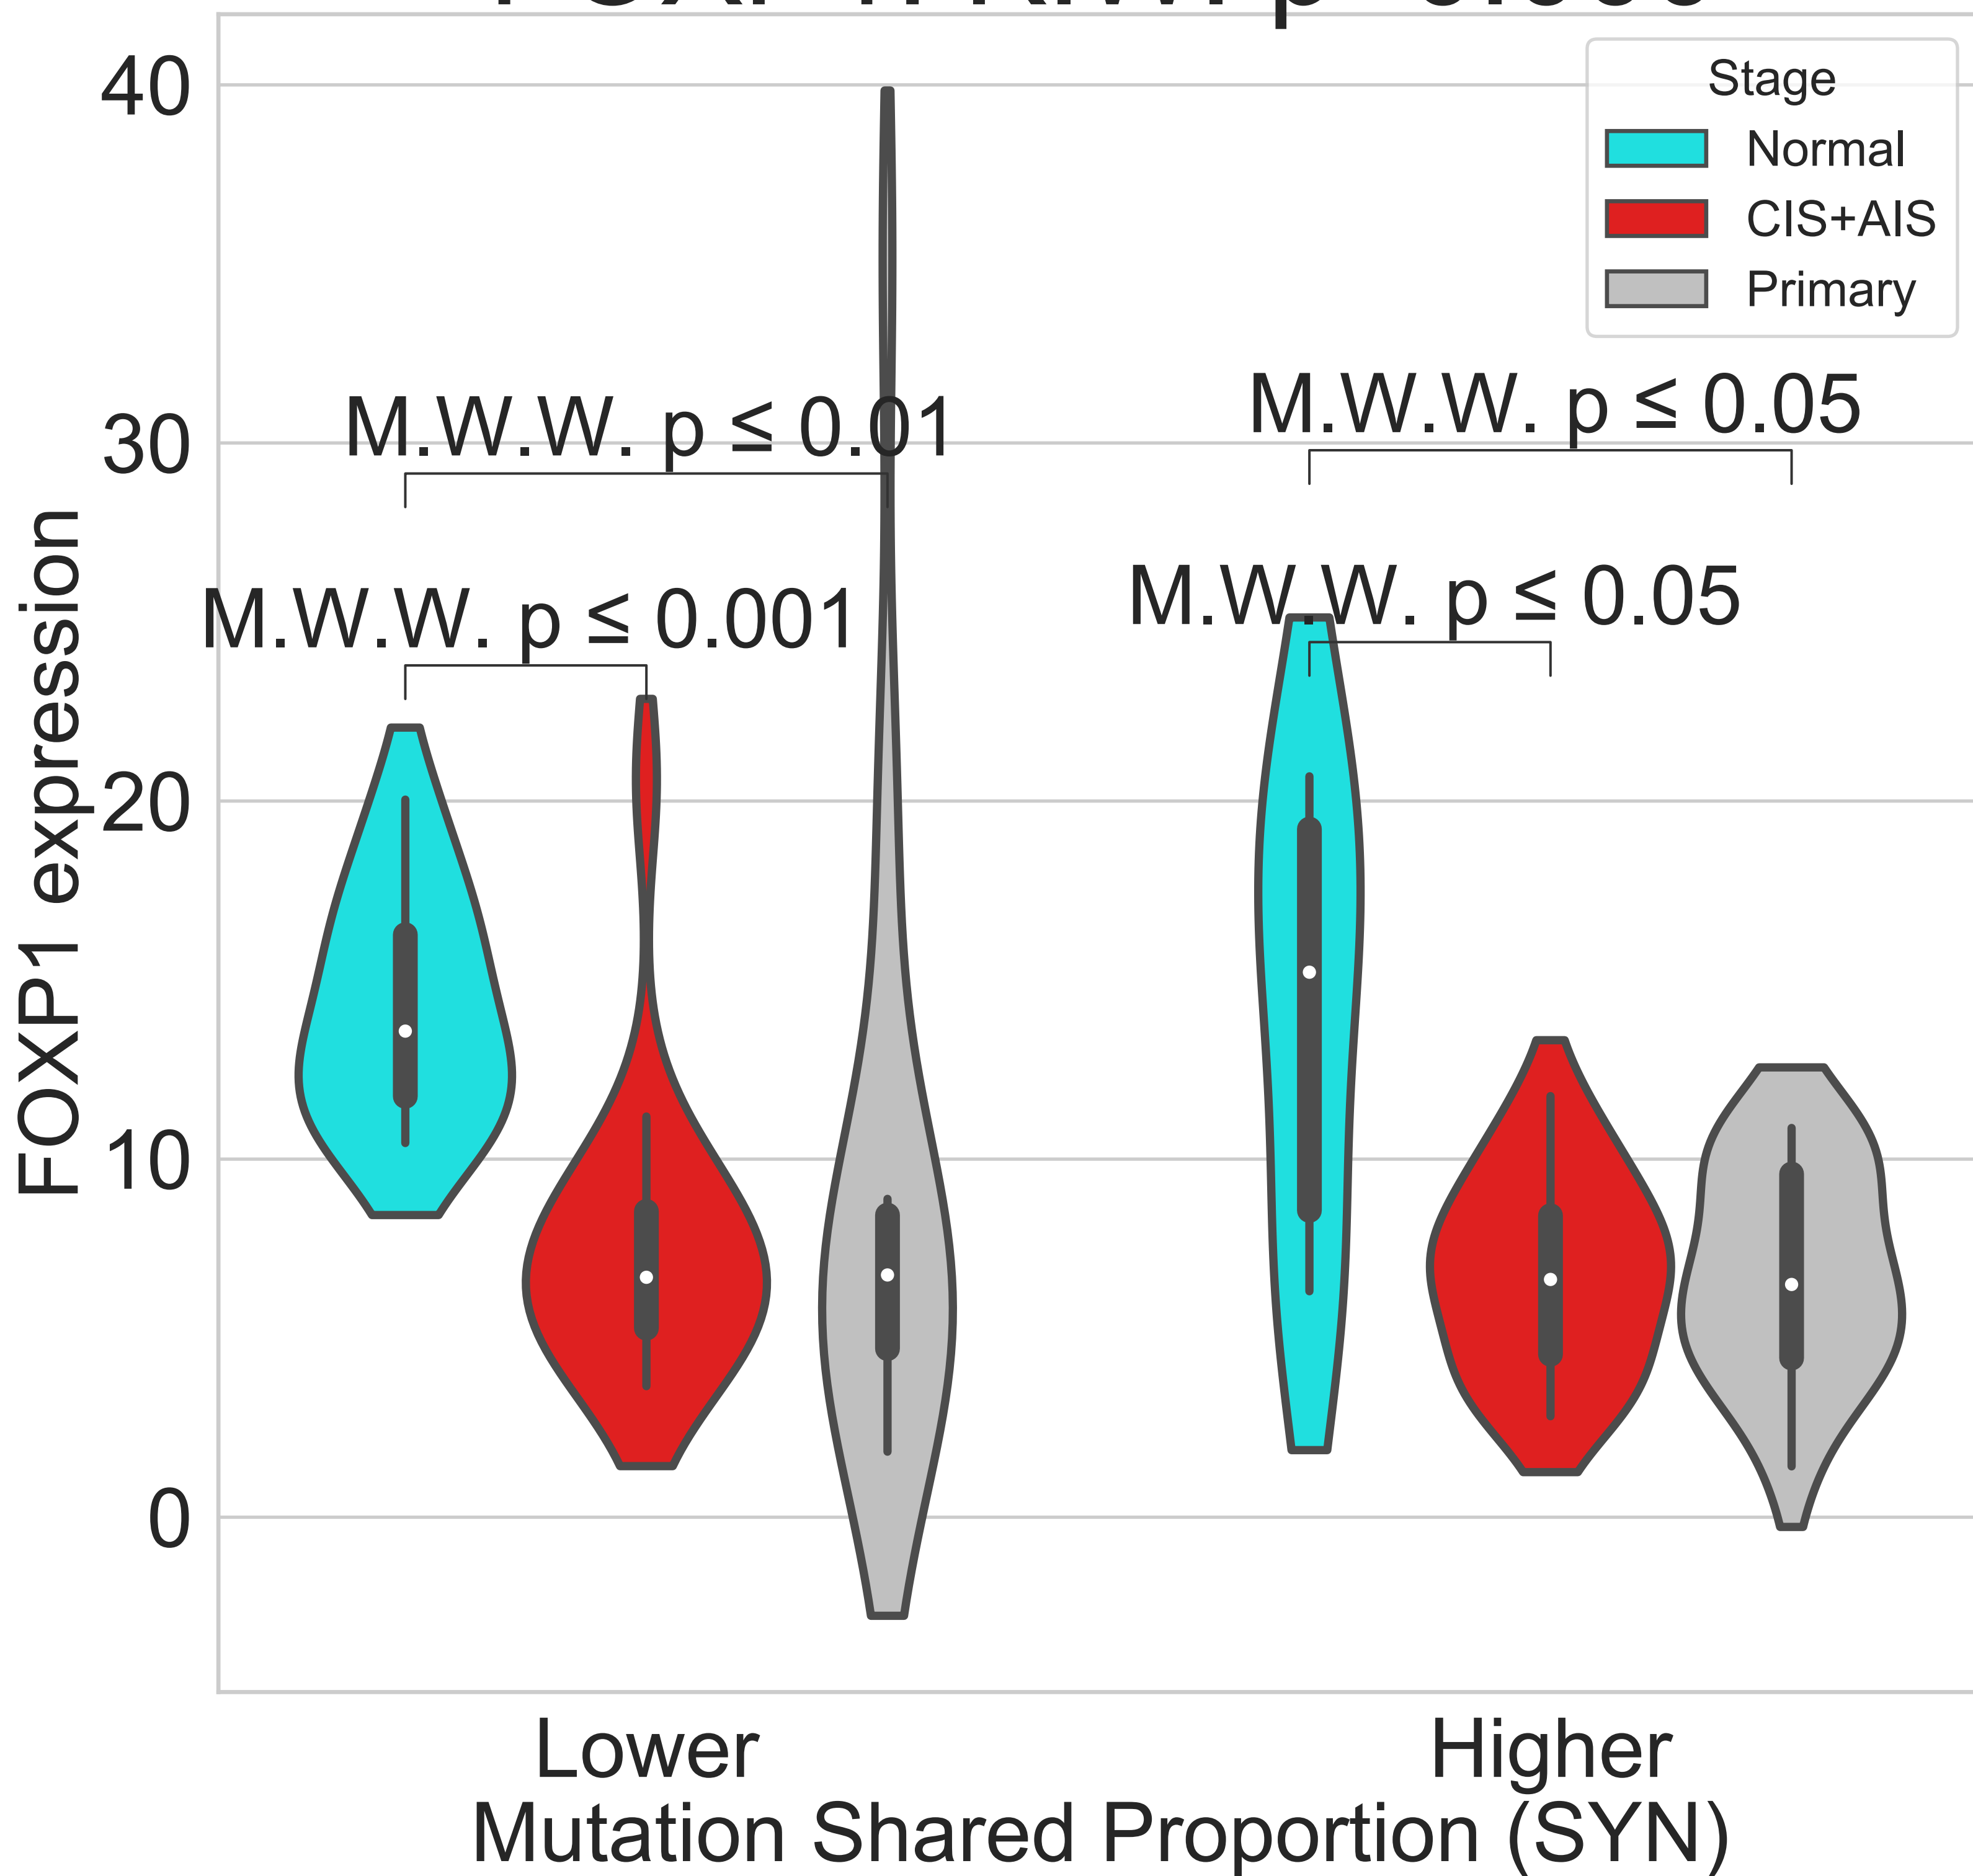 40
30
20
10
0
FOXP1 expression
Stage
Normal
CIS+AIS
Primary
M.W.W. p ≤ 0.01
M.W.W. p ≤ 0.05
M.W.W. p ≤ 0.001
M.W.W. p ≤ 0.05
Lower
Higher
Mutation Shared Proportion (SYN)